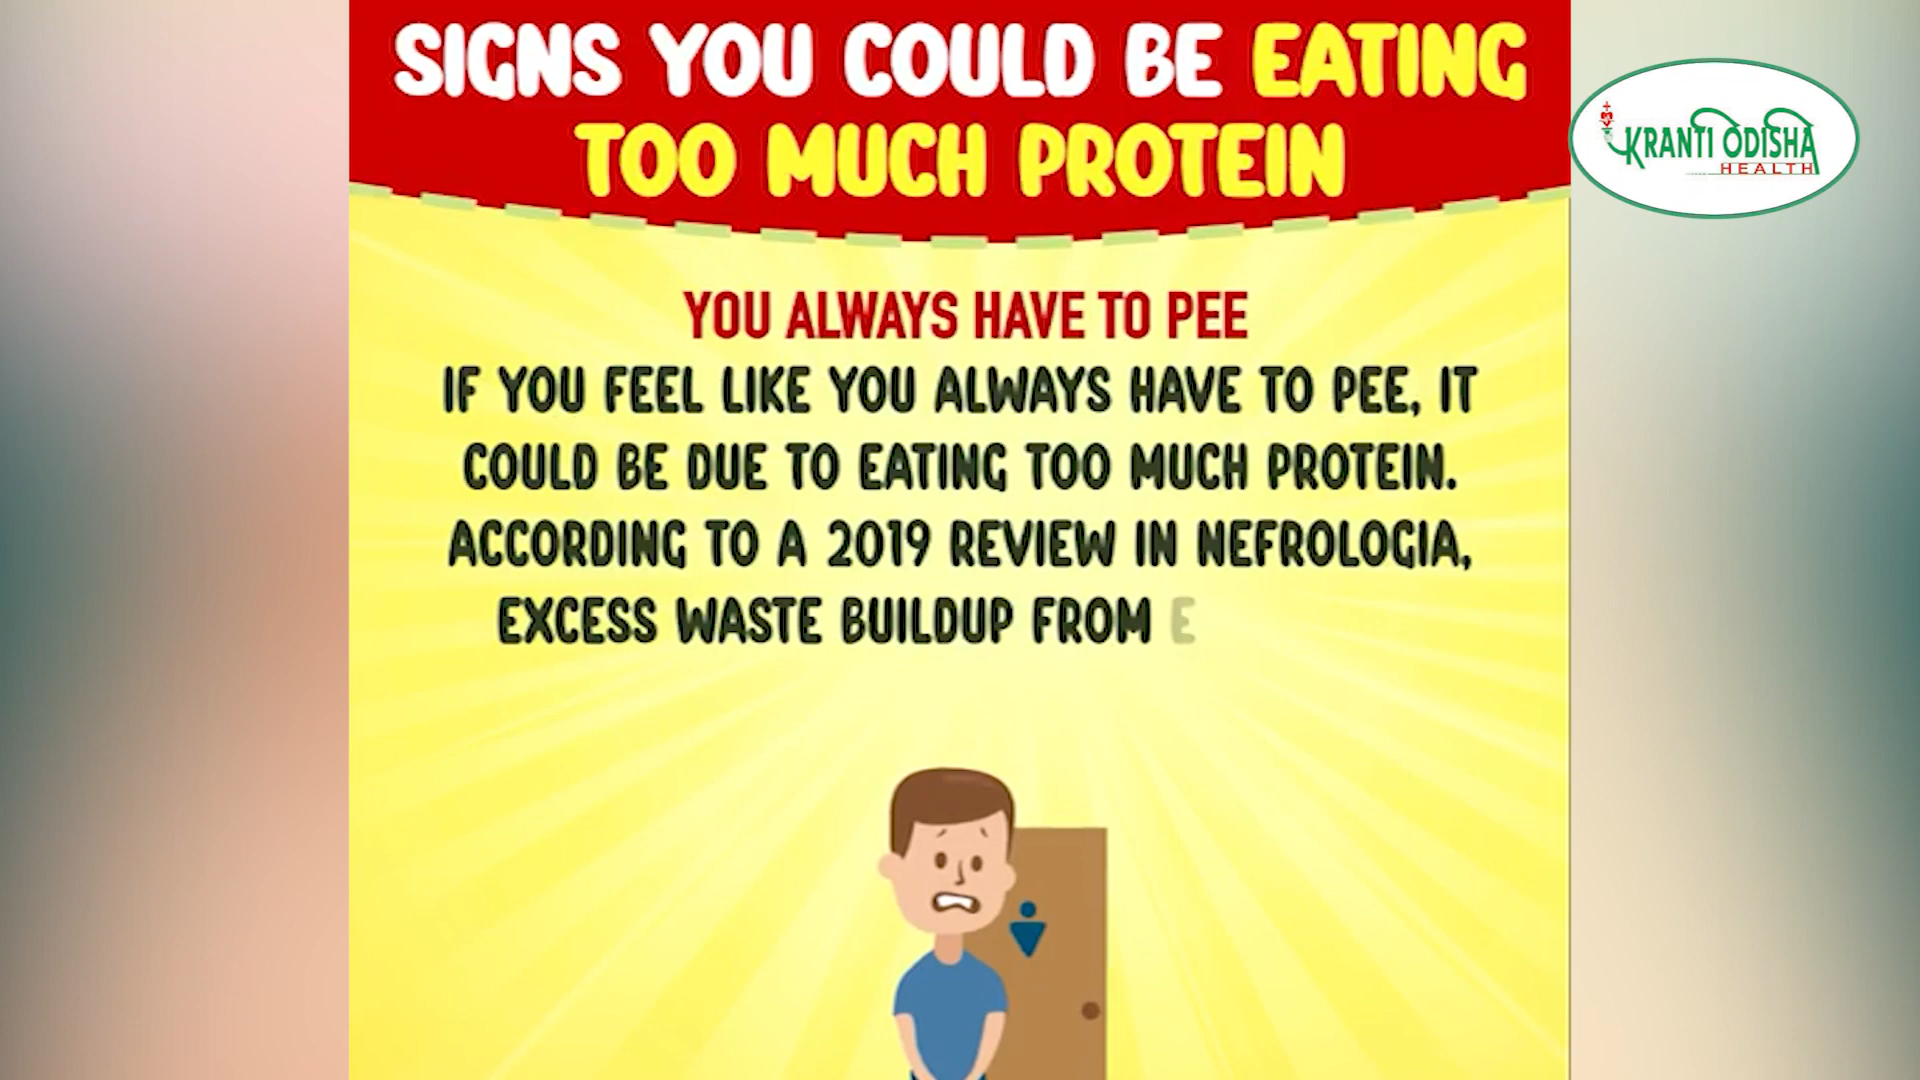 SIGNS YOU COULD BE EATING
TOO MUCH PROTEIN
KRANTI ODISHA
HEALTH
YOU ALWAYS HAVE TO PEE
IF YOU FEEL LIKE YOU ALWAYS HAVE TO PEE, IT
COULD BE DUE TO EATING TOO MUCH PROTEIN.
ACCORDING TO A 2019 REVIEW IN NEFROLOGIA,
EXCESS WASTE BUILDUP FROM E